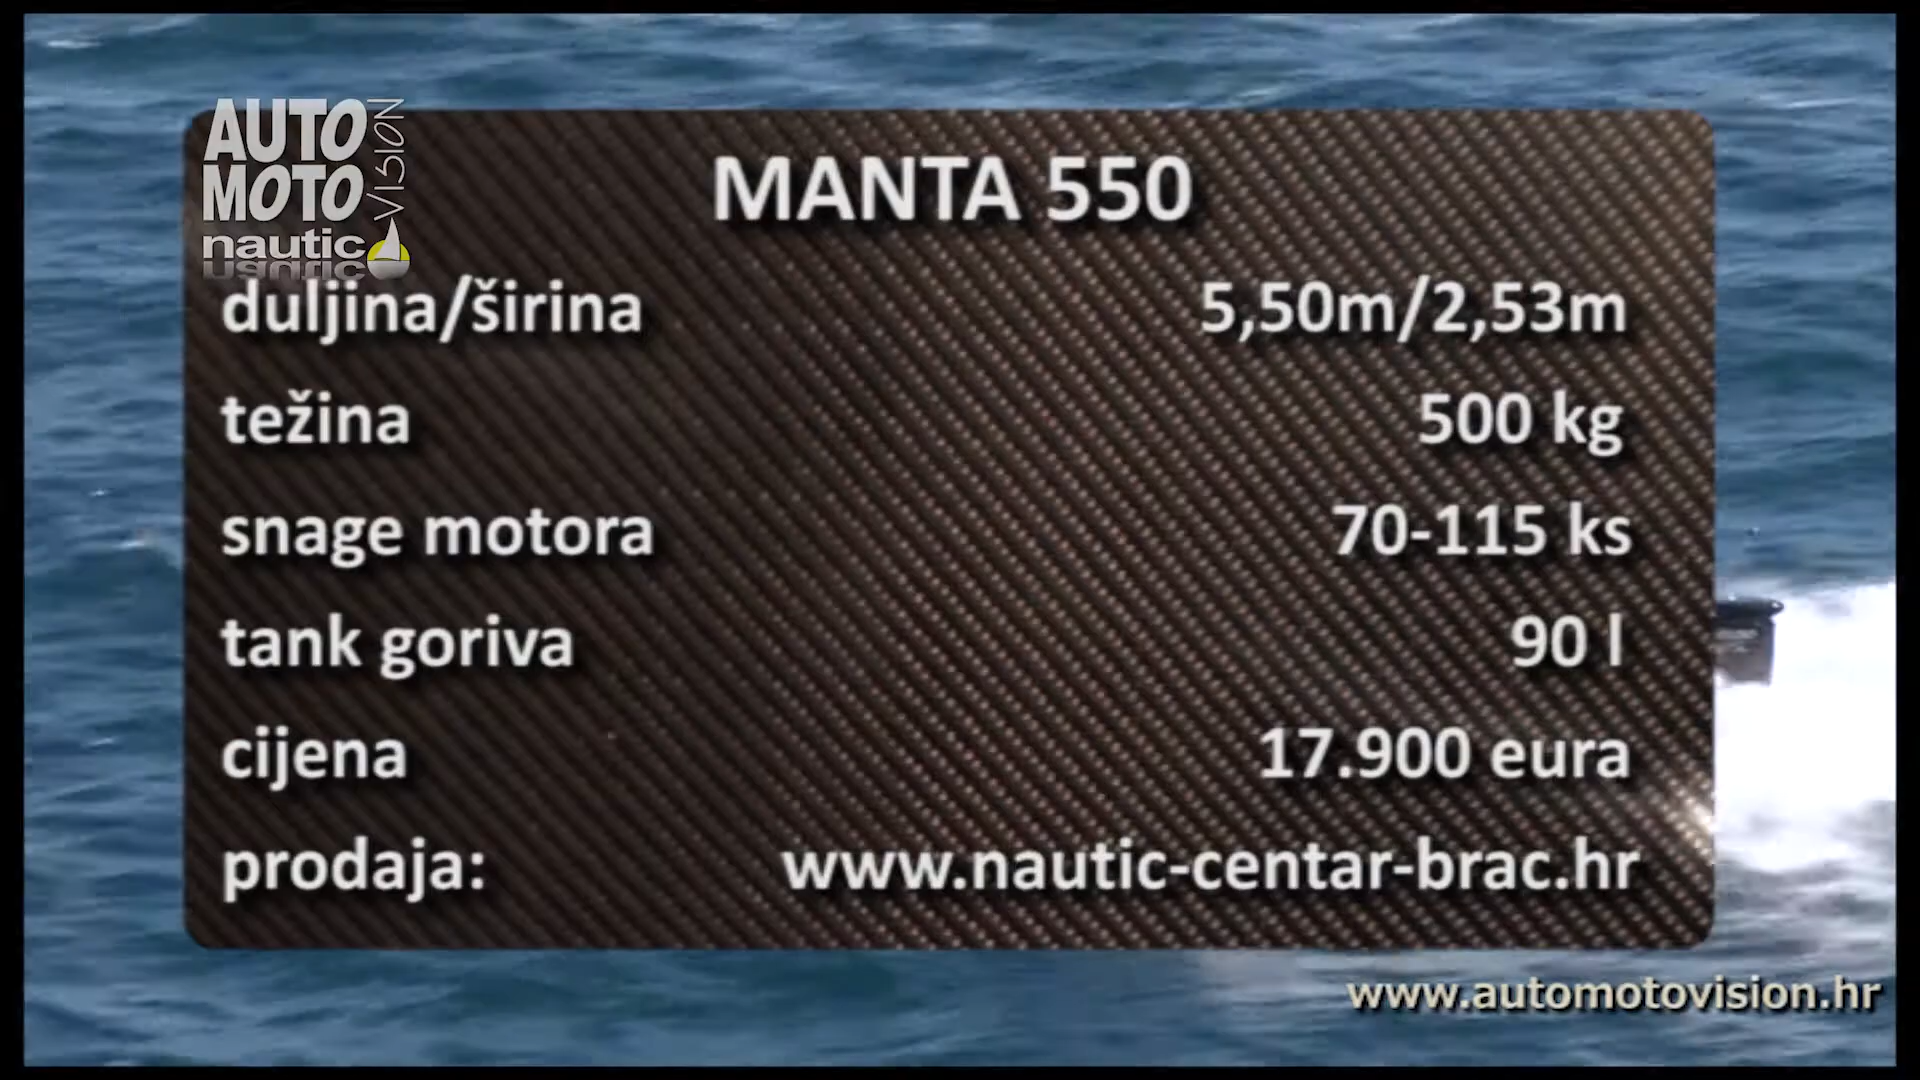 AUTO
MOTO
VISION
nautic
MANTA 550
duljina/širina 5,50m/2,53m
težina 500 kg
snage motora 70-115 ks
tank goriva 90 l
cijena 17.900 eura
prodaja: www.nautic-centar-brac.hr
www.automotovision.hr